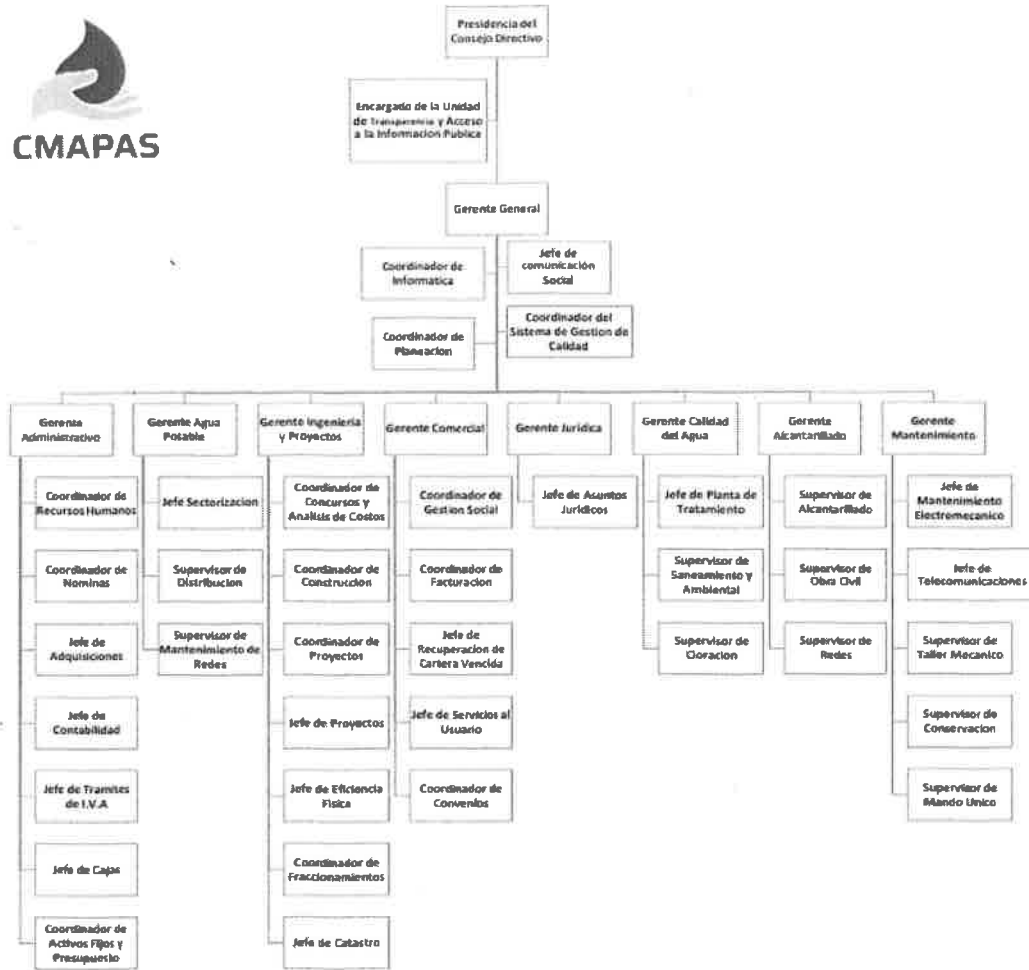 CMAPAS
Presidencia del
Consejo Directivo
Encargado de la Unidad
de Transparencia y Acceso
a la Informacion Publica
Gerente General
Coordinador de
Informatica
Jefe de
comunicación
Social
Coordinador de
Planeacion
Coordinador del
Sistema de Gestion de
Calidad
Gerente
Administrativo
Coordinador de
Recursos Humanos
Coordinador de
Nominas
Jefe de
Adquisiciones
Jefe de
Contabilidad
Jefe de Tramites
de I.V.A
Jefe de Cajas
Coordinador de
Activos Fijos y
Presupuesto
Gerente Agua
Potable
Jefe Sectorizacion
Supervisor de
Distribucion
Supervisor de
Mantenimiento de
Redes
Gerente Ingenieria
y Proyectos
Coordinador de
Concursos y
Analisis de Costos
Coordinador de
Construccion
Coordinador de
Proyectos
Jefe de Proyectos
Jefe de Eficiencia
Fisica
Coordinador de
Fraccionamientos
Jefe de Catastro
Gerente Comercial
Coordinador de
Gestion Social
Coordinador de
Facturacion
Jefe de
Recuperacion de
Cartera Vencida
Jefe de Servicios al
Usuario
Coordinador de
Convenios
Gerente Juridica
Jefe de Asuntos
Juridicos
Gerente Calidad
del Agua
Jefe de Planta de
Tratamiento
Supervisor de
Saneamiento y
Ambiental
Supervisor de
Cloracion
Gerente
Alcantarillado
Supervisor de
Alcantarillado
Supervisor de
Obra Civil
Supervisor de
Redes
Gerente
Mantenimiento
Jefe de
Mantenimiento
Electromecanico
Jefe de
Telecomunicaciones
Supervisor de
Taller Mecanico
Supervisor de
Conservacion
Supervisor de
Mando Unico